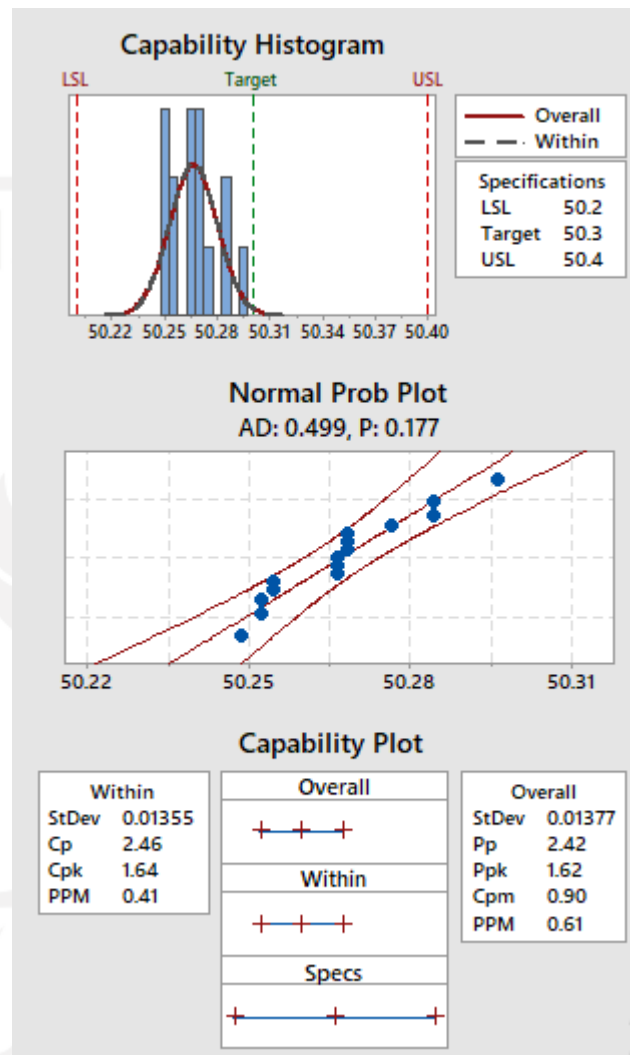 Capability Histogram
LSL Target USL
Overall
Within
Specifications
LSL 50.2
Target 50.3
USL 50.4
50.22 50.25 50.28 50.31 50.34 50.37 50.40
Normal Prob Plot
AD: 0.499, P: 0.177
50.22 50.25 50.28 50.31
Capability Plot
Within
StDev 0.01355
Cp 2.46
Cpk 1.64
PPM 0.41
Overall
Within
Specs
Overall
StDev 0.01377
Pp 2.42
Ppk 1.62
Cpm 0.90
PPM 0.61